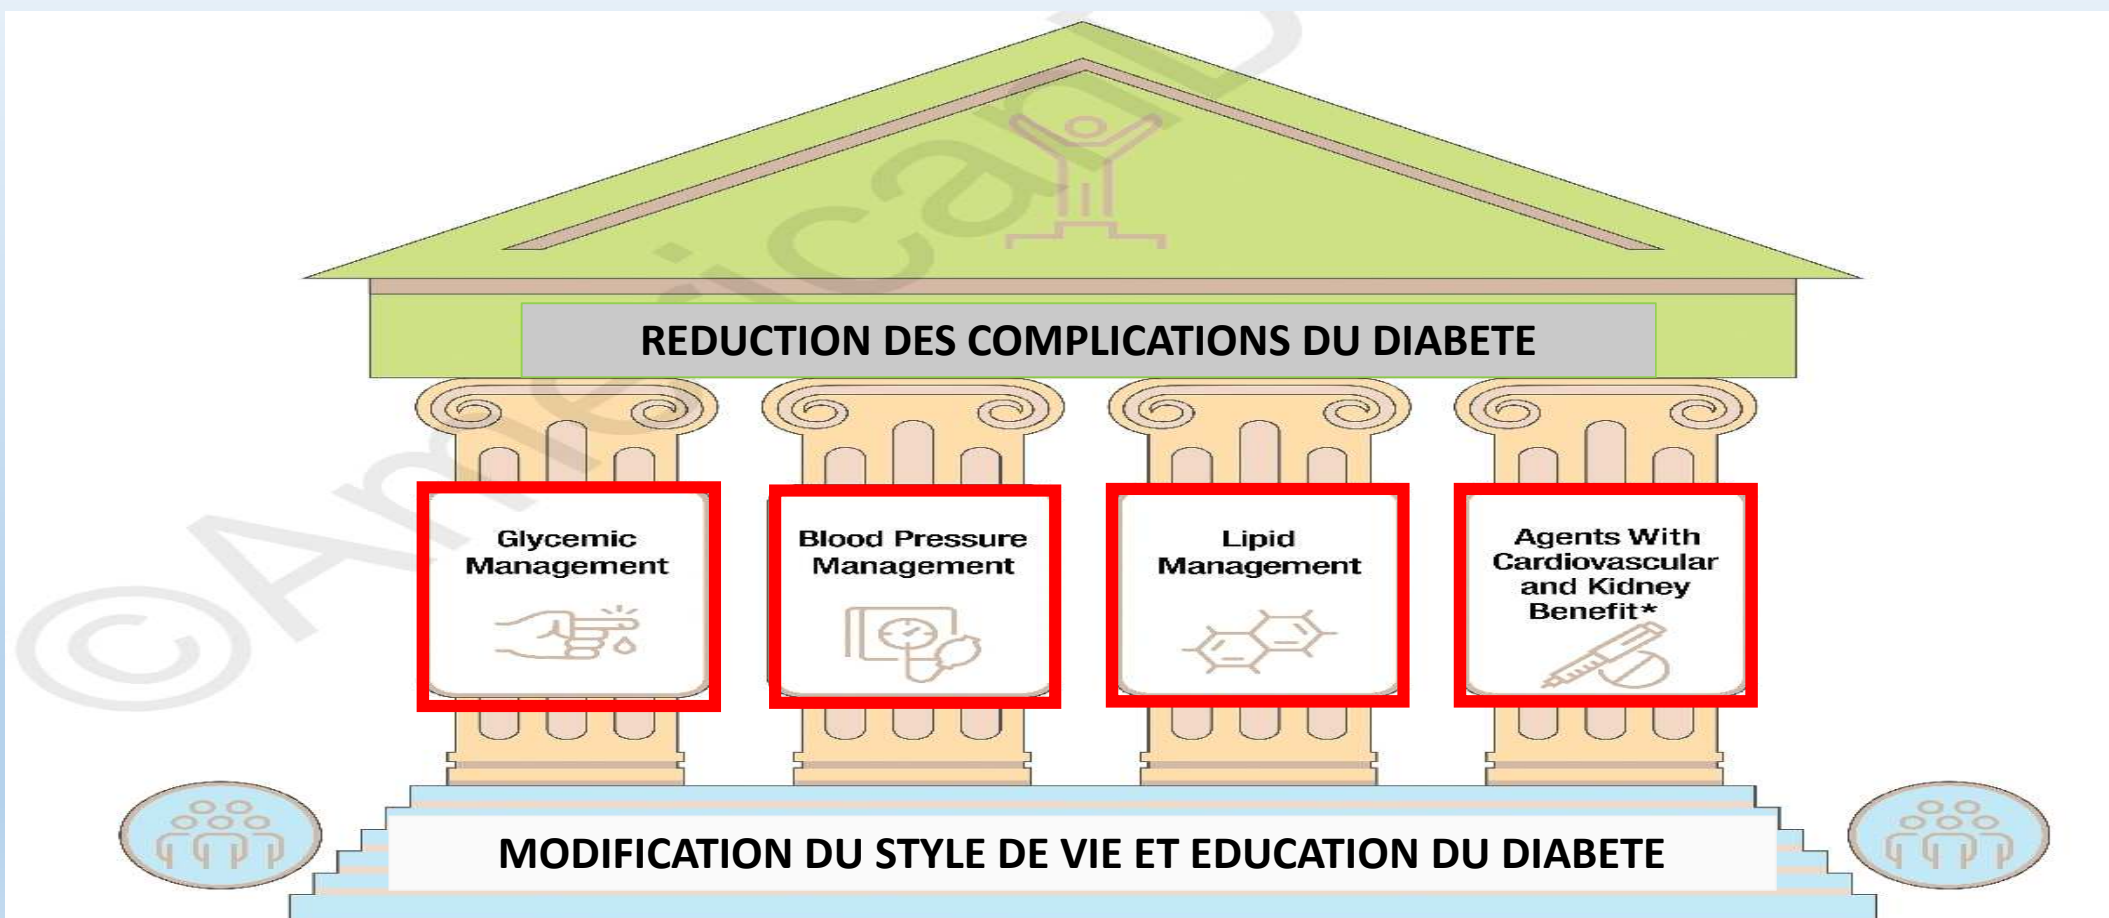 REDUCTION DES COMPLICATIONS DU DIABETE
Glycemic
Management
Blood Pressure
Management
Lipid
Management
Agents With
Cardiovascular
and Kidney
Benefit*
MODIFICATION DU STYLE DE VIE ET EDUCATION DU DIABETE
©American